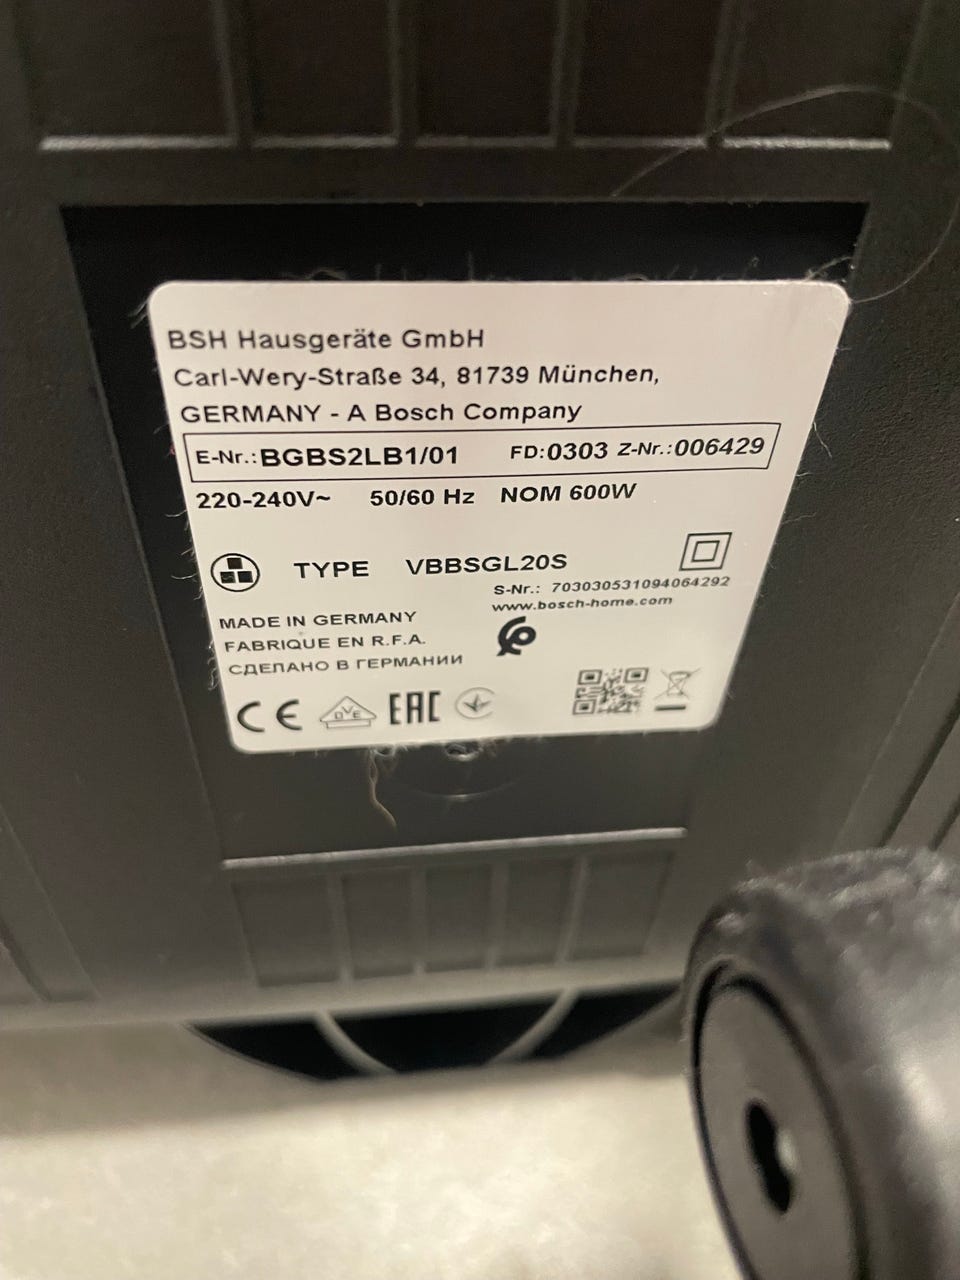 BSH Hausgeräte GmbH
Carl-Wery-Straße 34, 81739 München,
GERMANY - A Bosch Company
E-Nr.: BGBS2LB1/01 FD:0303 Z-Nr.:006429
220-240V~ 50/60 Hz NOM 600W
TYPE VBBSGL20S
S-Nr.: 703030531094064292
www.bosch-home.com
MADE IN GERMANY
FABRIQUE EN R.F.A.
СДЕЛАНО В ГЕРМАНИИ
CE DVE EAC